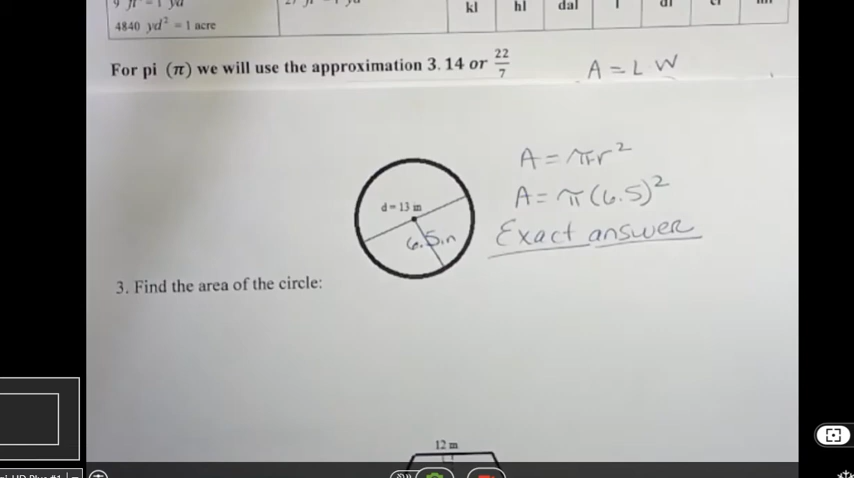 4840 yd² = 1 acre
kl hl dal l
For pi (π) we will use the approximation 3.14 or 22/7
A = L · W
A = πr²
A = π(6.5)²
Exact answer
d = 13 in
6.5in
3. Find the area of the circle:
12 m